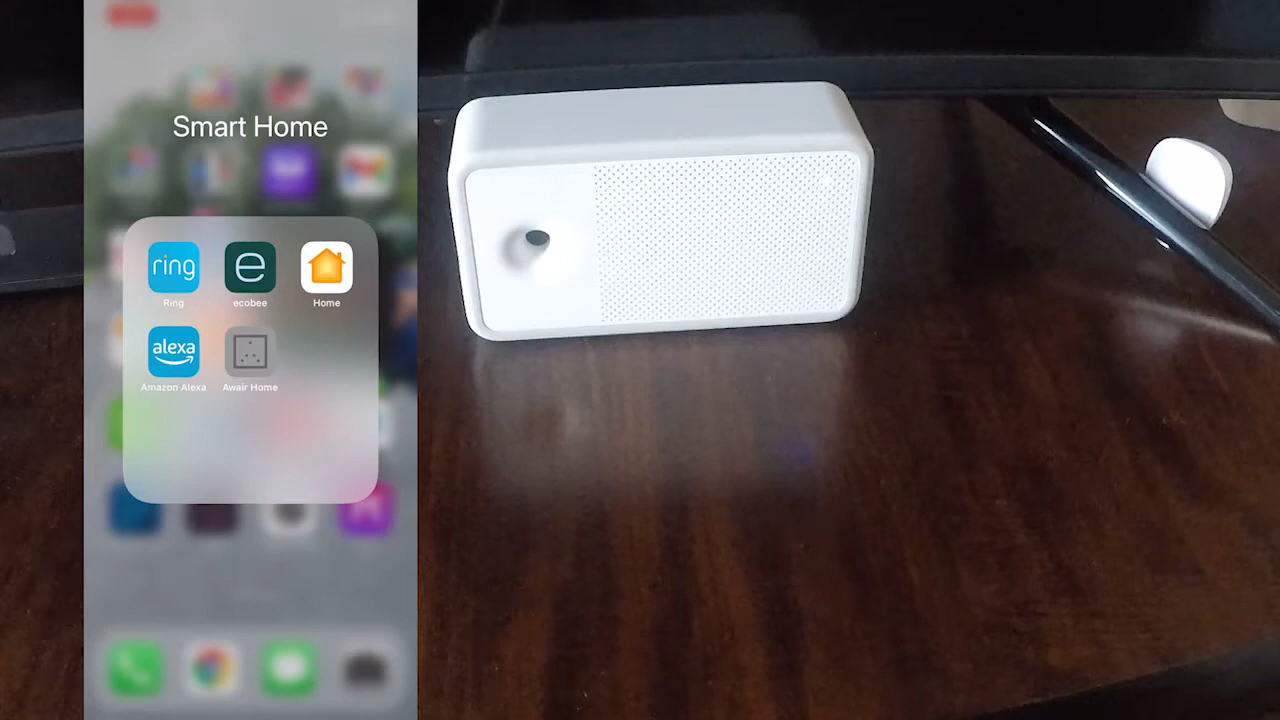 Smart Home
ring
e
Ring
ecobee
Home
alexa
Amazon Alexa
Awair Home